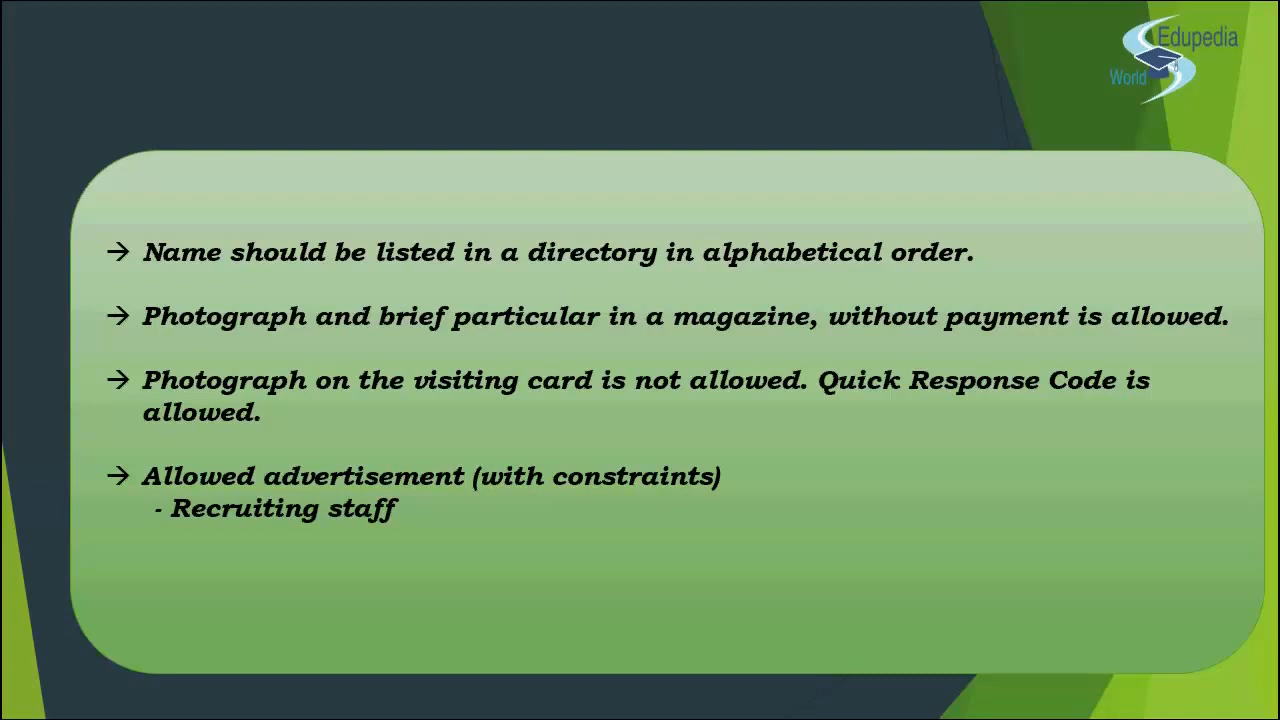 Edupedia
World
→ Name should be listed in a directory in alphabetical order.
→ Photograph and brief particular in a magazine, without payment is allowed.
→ Photograph on the visiting card is not allowed. Quick Response Code is
allowed.
→ Allowed advertisement (with constraints)
- Recruiting staff